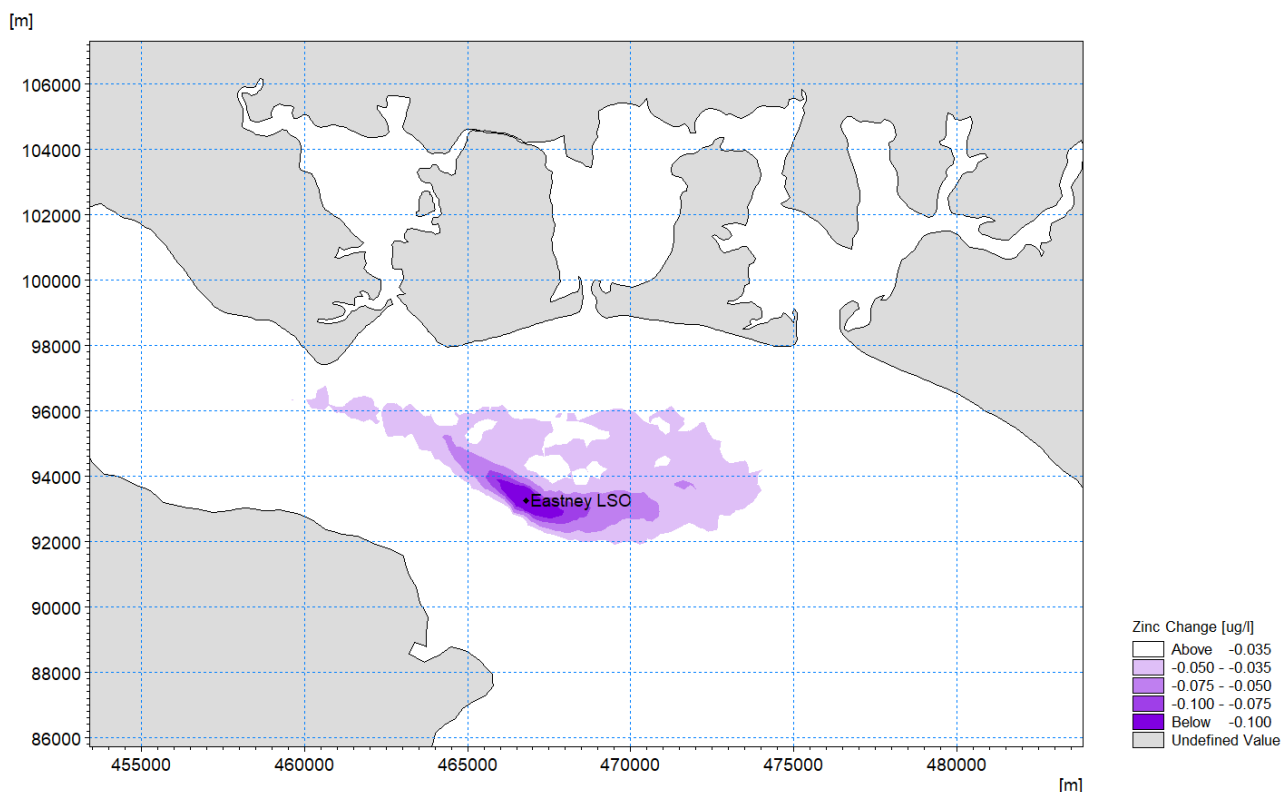 [m]
106000
104000
102000
100000
98000
96000
94000
92000
90000
88000
86000
Eastney LSO
455000 460000 465000 470000 475000 480000
[m]
Zinc Change [ug/l]
Above -0.035
-0.050 - -0.035
-0.075 - -0.050
-0.100 - -0.075
Below -0.100
Undefined Value